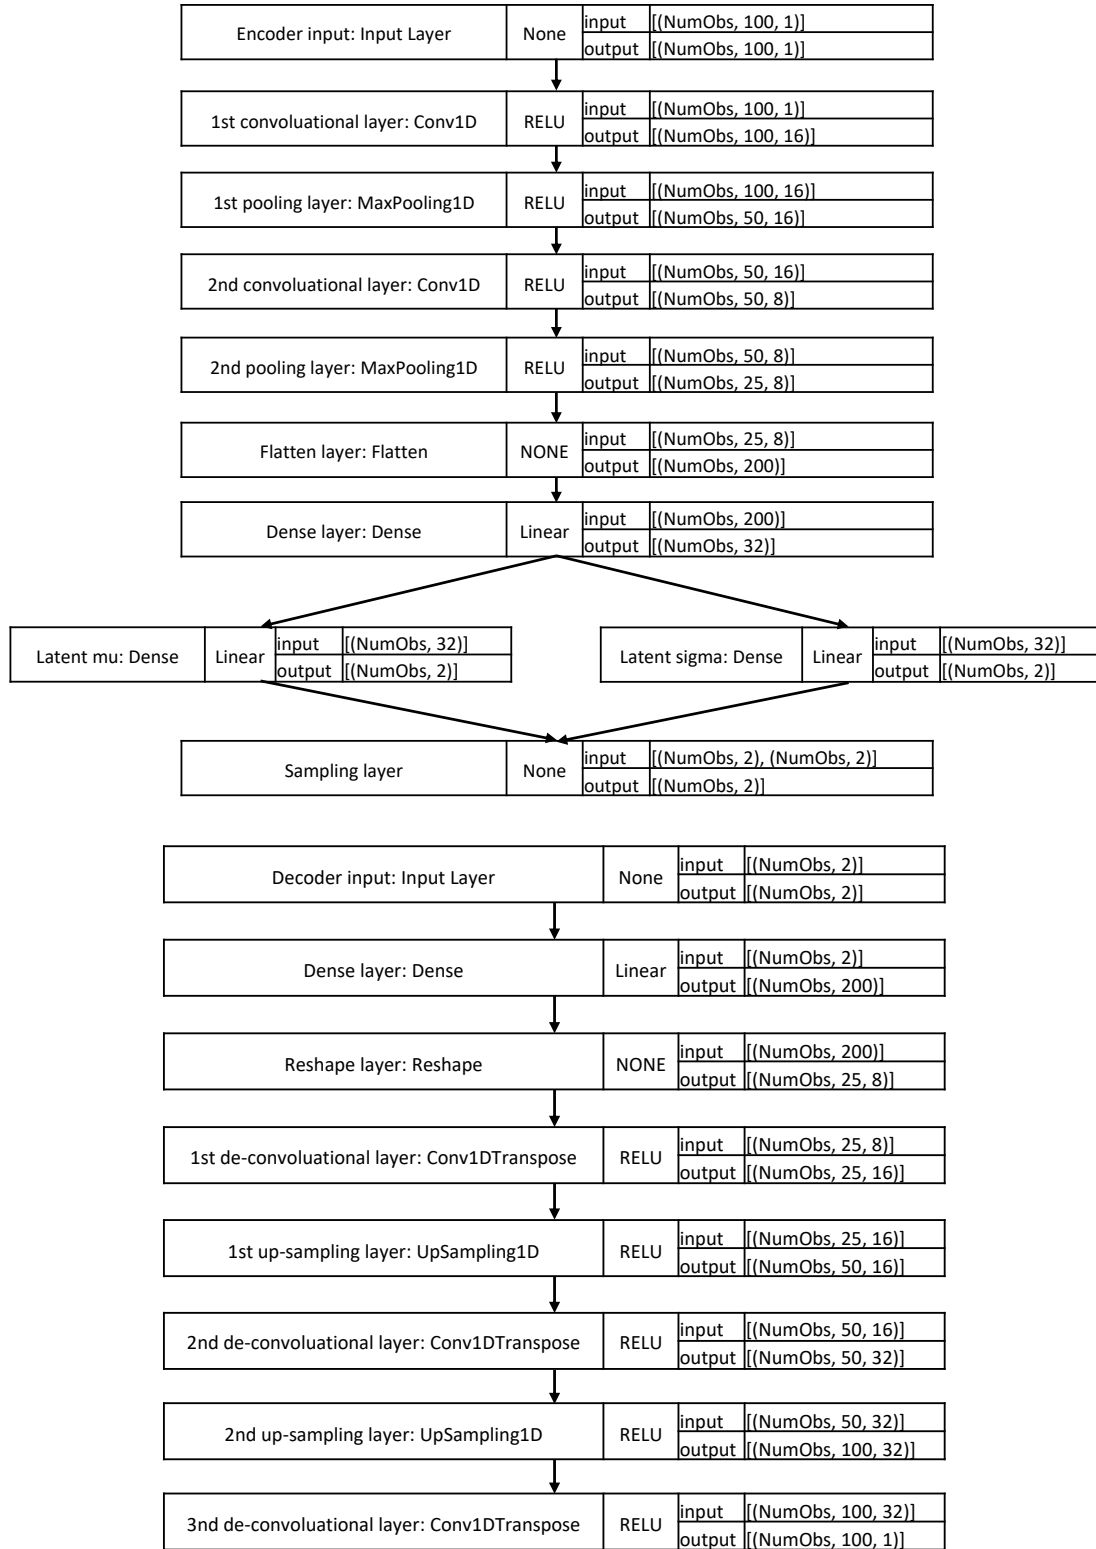 Encoder input: Input Layer None input [(NumObs, 100, 1)]
output [(NumObs, 100, 1)]
1st convoluational layer: Conv1D RELU input [(NumObs, 100, 1)]
output [(NumObs, 100, 16)]
1st pooling layer: MaxPooling1D RELU input [(NumObs, 100, 16)]
output [(NumObs, 50, 16)]
2nd convoluational layer: Conv1D RELU input [(NumObs, 50, 16)]
output [(NumObs, 50, 8)]
2nd pooling layer: MaxPooling1D RELU input [(NumObs, 50, 8)]
output [(NumObs, 25, 8)]
Flatten layer: Flatten NONE input [(NumObs, 25, 8)]
output [(NumObs, 200)]
Dense layer: Dense Linear input [(NumObs, 200)]
output [(NumObs, 32)]
Latent mu: Dense Linear input [(NumObs, 32)]
output [(NumObs, 2)]
Latent sigma: Dense Linear input [(NumObs, 32)]
output [(NumObs, 2)]
Sampling layer None input [(NumObs, 2), (NumObs, 2)]
output [(NumObs, 2)]
Decoder input: Input Layer None input [(NumObs, 2)]
output [(NumObs, 2)]
Dense layer: Dense Linear input [(NumObs, 2)]
output [(NumObs, 200)]
Reshape layer: Reshape NONE input [(NumObs, 200)]
output [(NumObs, 25, 8)]
1st de-convoluational layer: Conv1DTranspose RELU input [(NumObs, 25, 8)]
output [(NumObs, 25, 16)]
1st up-sampling layer: UpSampling1D RELU input [(NumObs, 25, 16)]
output [(NumObs, 50, 16)]
2nd de-convoluational layer: Conv1DTranspose RELU input [(NumObs, 50, 16)]
output [(NumObs, 50, 32)]
2nd up-sampling layer: UpSampling1D RELU input [(NumObs, 50, 32)]
output [(NumObs, 100, 32)]
3nd de-convoluational layer: Conv1DTranspose RELU input [(NumObs, 100, 32)]
output [(NumObs, 100, 1)]